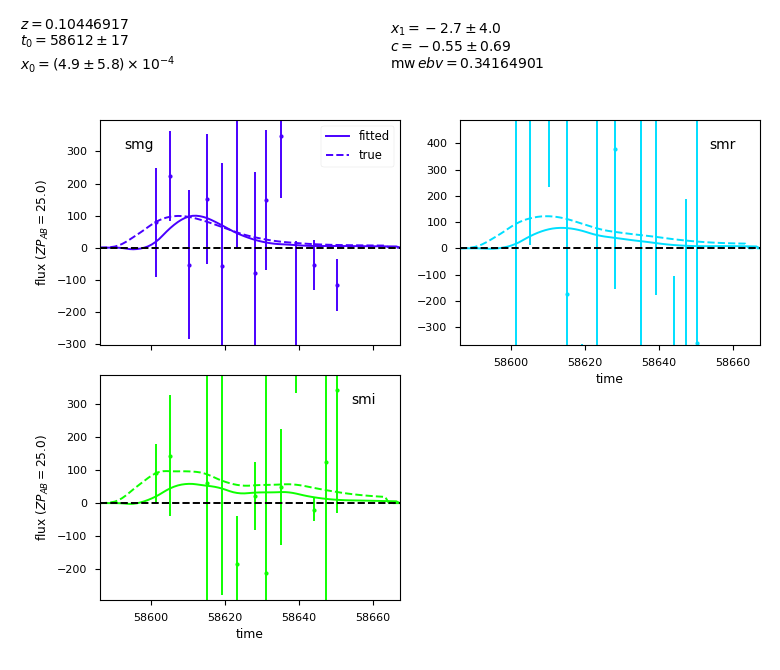 z = 0.10446917
t₀ = 58612 ± 17
x₀ = (4.9 ± 5.8) × 10⁻⁴
x₁ = −2.7 ± 4.0
c = −0.55 ± 0.69
mw ebv = 0.34164901
flux (ZP_AB = 25.0)
300
200
100
0
−100
−200
−300
smg
fitted
true
400
300
200
100
0
−100
−200
−300
smr
58600 58620 58640 58660
time
flux (ZP_AB = 25.0)
300
200
100
0
−100
−200
smi
58600 58620 58640 58660
time